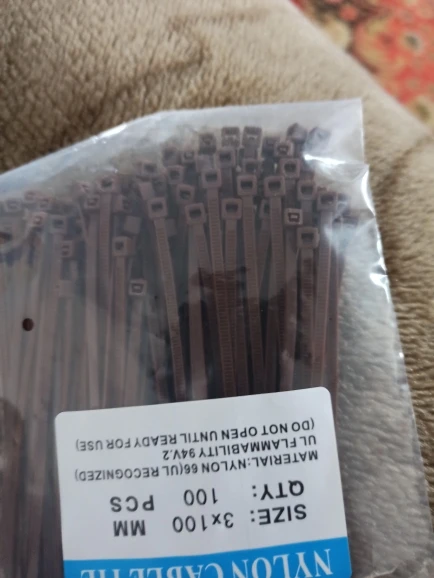 NYLON CABLE TIE
SIZE: 3x100 MM
QTY: 100 PCS
MATERIAL:NYLON 66(UL RECOGNIZED)
UL FLAMMABILITY 94V.2
(DO NOT OPEN UNTIL READY FOR USE)